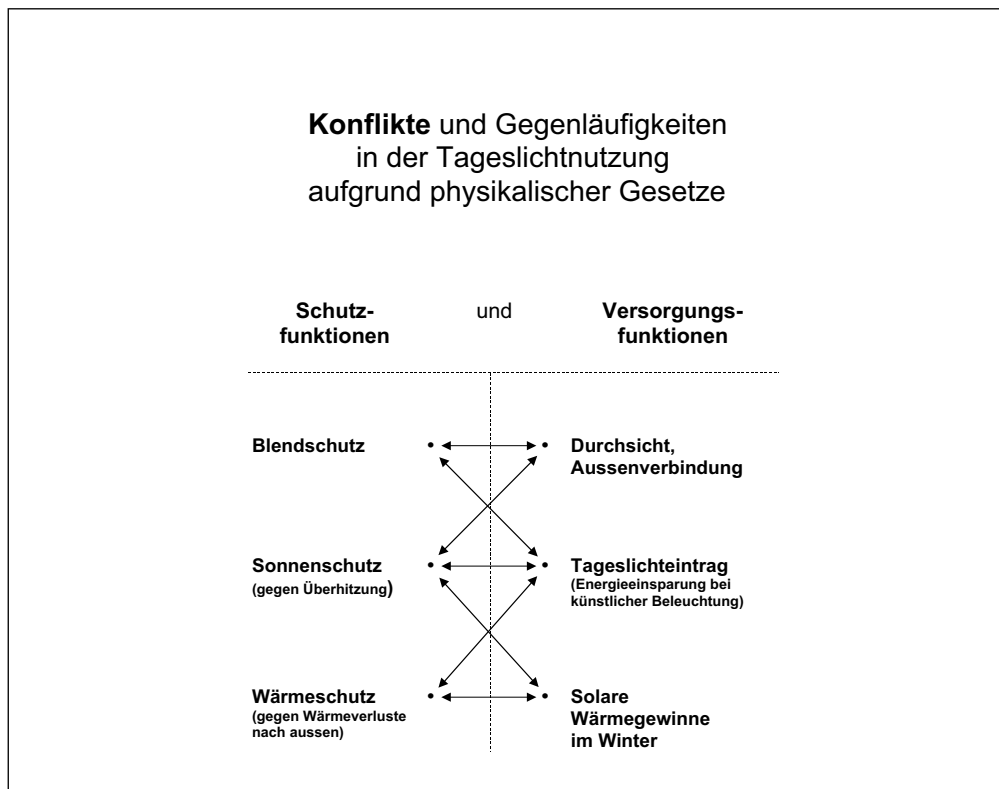 Konflikte und Gegenläufigkeiten
in der Tageslichtnutzung
aufgrund physikalischer Gesetze
Schutz-
funktionen
und
Versorgungs-
funktionen
Blendschutz
Durchsicht,
Aussenverbindung
Sonnenschutz
(gegen Überhitzung)
Tageslichteintrag
(Energieeinsparung bei
künstlicher Beleuchtung)
Wärmeschutz
(gegen Wärmeverluste
nach aussen)
Solare
Wärmegewinne
im Winter